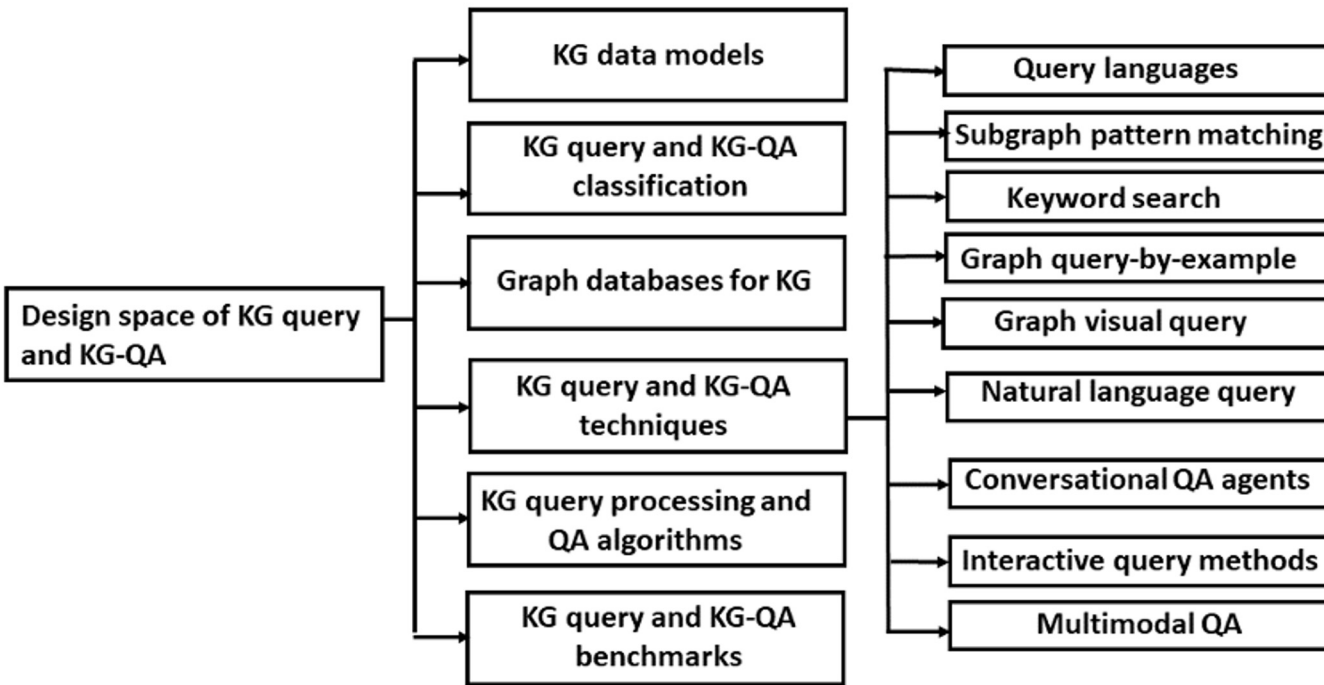 Design space of KG query
and KG-QA
KG data models
KG query and KG-QA
classification
Graph databases for KG
KG query and KG-QA
techniques
KG query processing and
QA algorithms
KG query and KG-QA
benchmarks
Query languages
Subgraph pattern matching
Keyword search
Graph query-by-example
Graph visual query
Natural language query
Conversational QA agents
Interactive query methods
Multimodal QA